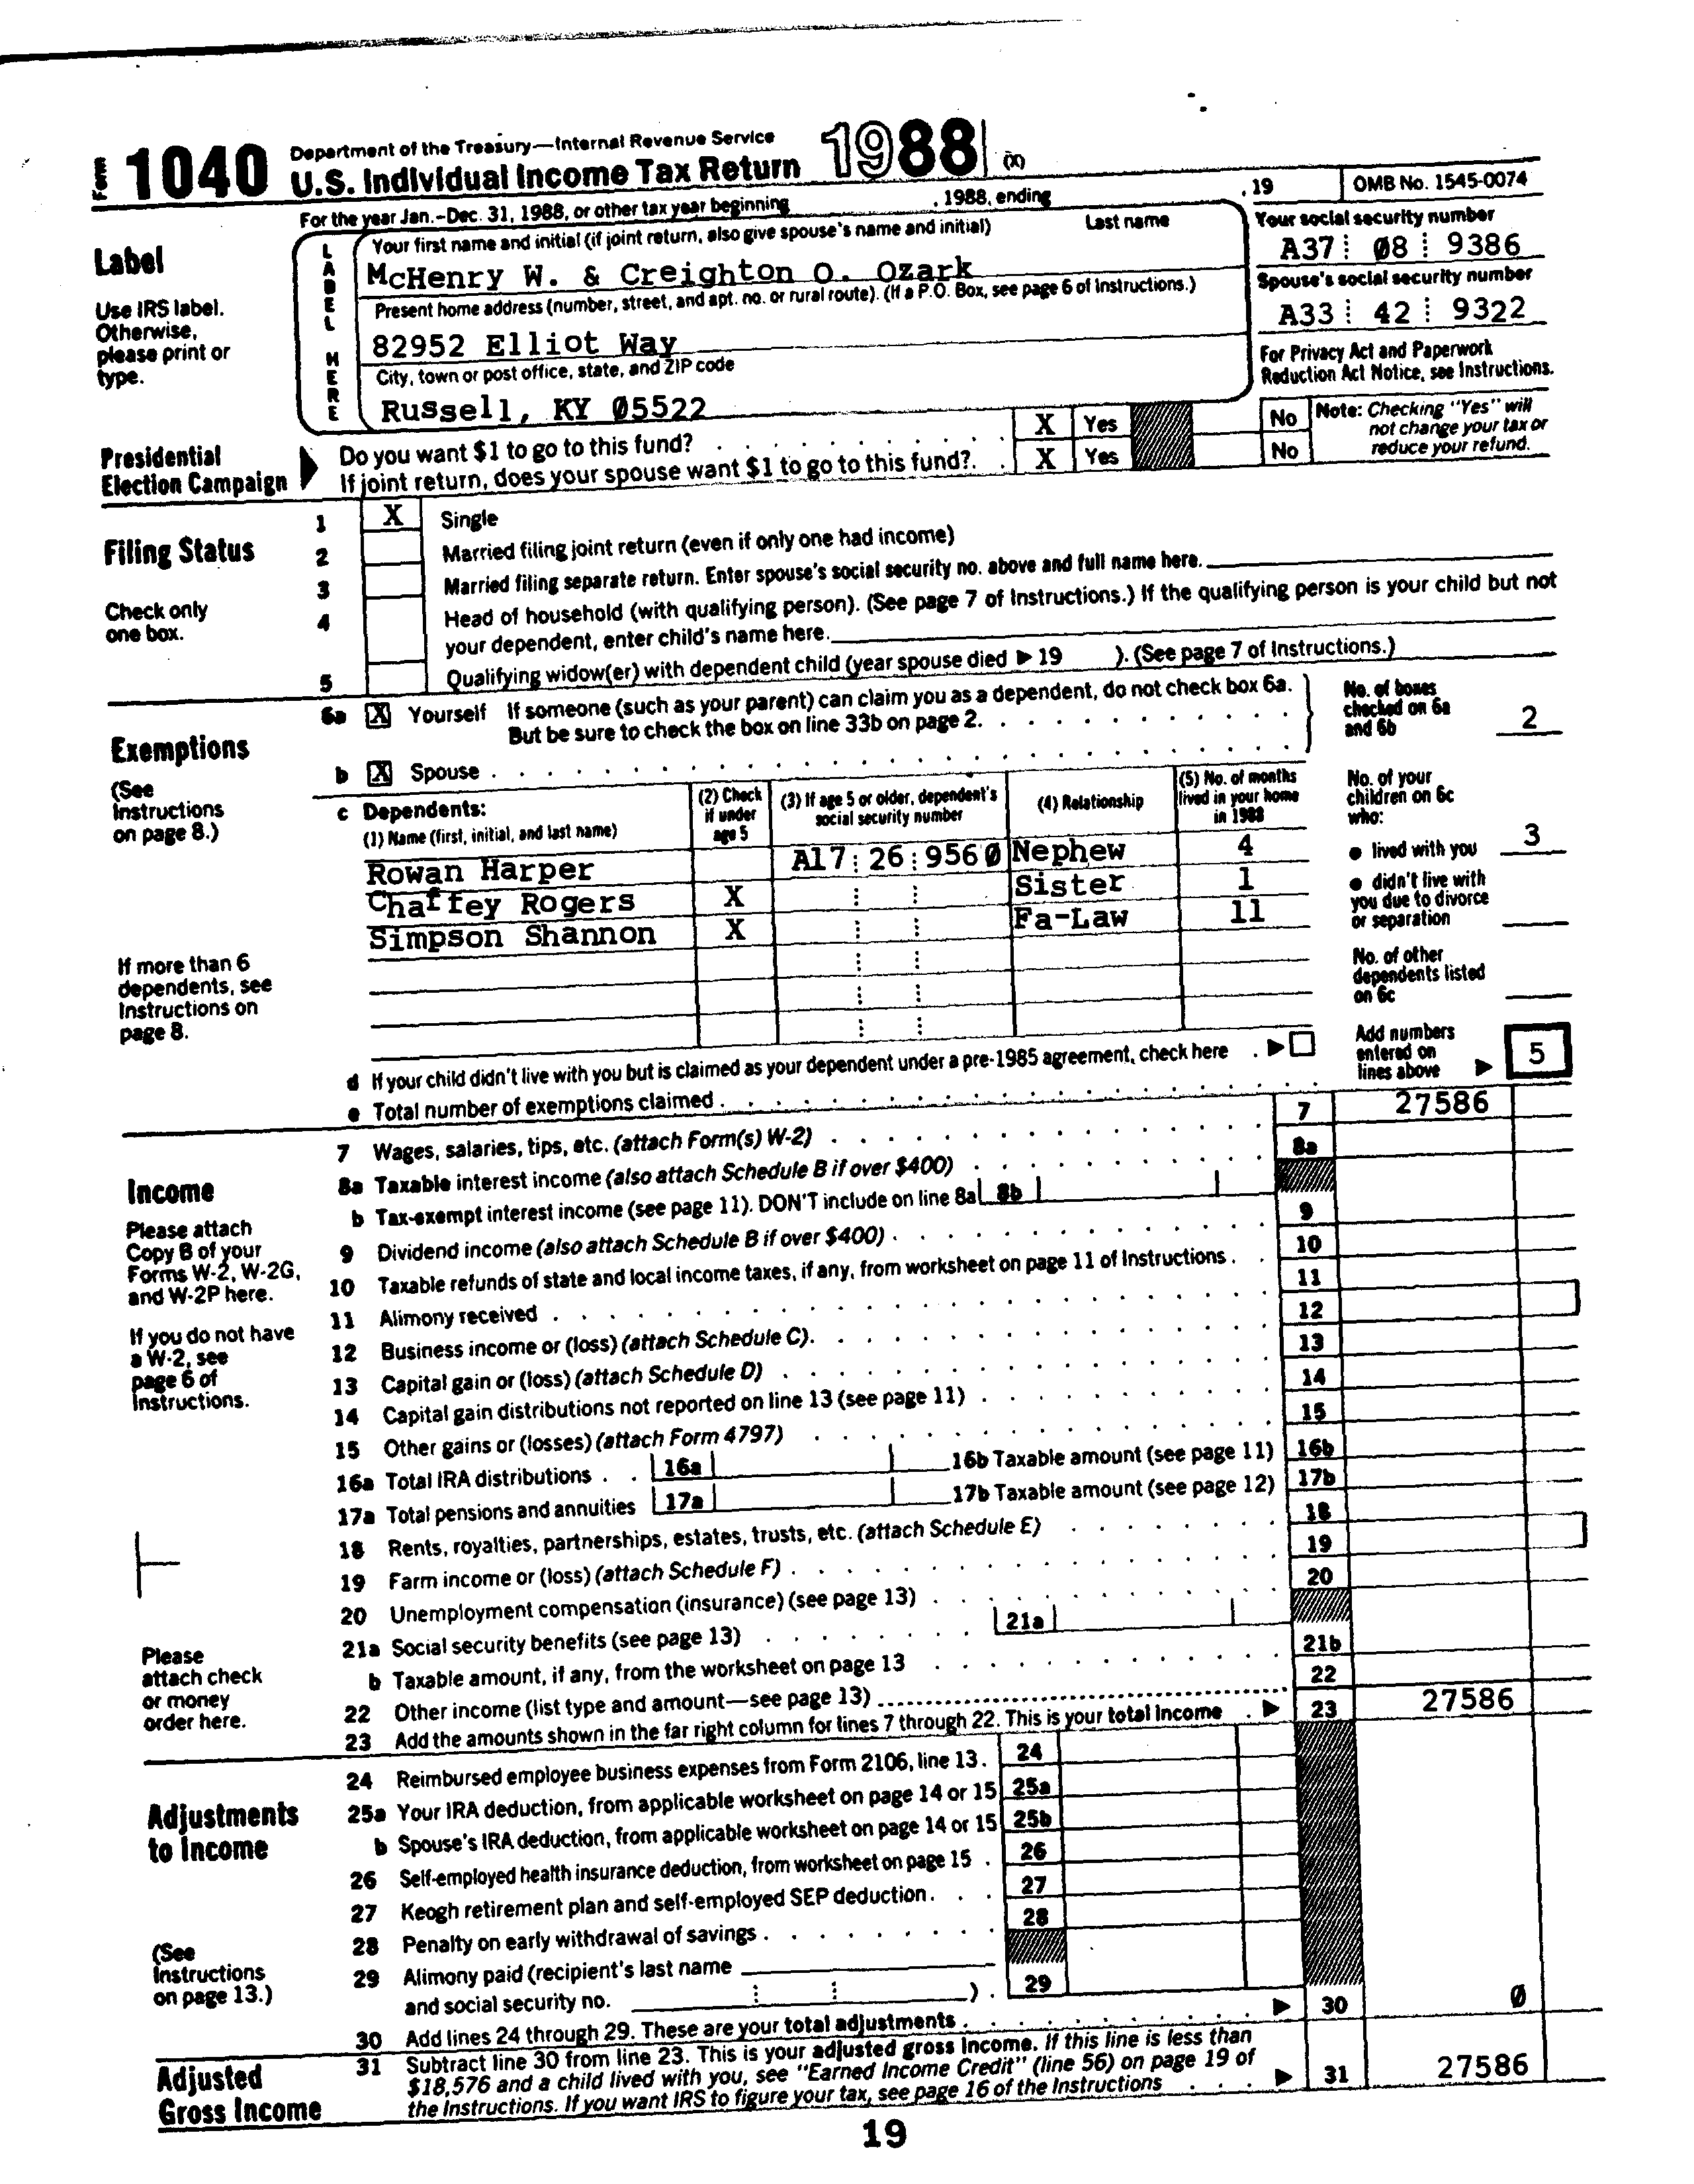 Form 1040 Department of the Treasury—Internal Revenue Service
U.S. Individual Income Tax Return 1988 (X)
For the year Jan.–Dec. 31, 1988, or other tax year beginning , 1988, ending , 19 OMB No. 1545-0074
Label
Use IRS label.
Otherwise,
please print or
type.
LABEL HERE
Your first name and initial (if joint return, also give spouse's name and initial) Last name
McHenry W. & Creighton O. Ozark
Present home address (number, street, and apt. no. or rural route). (If a P.O. Box, see page 6 of Instructions.)
82952 Elliot Way
City, town or post office, state, and ZIP code
Russell, KY 05522
Your social security number
A37 08 9386
Spouse's social security number
A33 42 9322
For Privacy Act and Paperwork
Reduction Act Notice, see Instructions.
Presidential
Election Campaign
Do you want $1 to go to this fund? X Yes No
If joint return, does your spouse want $1 to go to this fund?. X Yes No
Note: Checking "Yes" will
not change your tax or
reduce your refund.
Filing Status
Check only
one box.
1 X Single
2 Married filing joint return (even if only one had income)
3 Married filing separate return. Enter spouse's social security no. above and full name here.
4 Head of household (with qualifying person). (See page 7 of Instructions.) If the qualifying person is your child but not
your dependent, enter child's name here.
5 Qualifying widow(er) with dependent child (year spouse died ▶ 19 ). (See page 7 of Instructions.)
Exemptions
(See
Instructions
on page 8.)
If more than 6
dependents, see
Instructions on
page 8.
6a X Yourself If someone (such as your parent) can claim you as a dependent, do not check box 6a.
But be sure to check the box on line 33b on page 2.
b X Spouse
No. of boxes
checked on 6a
and 6b 2
c Dependents:
(1) Name (first, initial, and last name)
(2) Check
if under
age 5
(3) If age 5 or older, dependent's
social security number
(4) Relationship
(5) No. of months
lived in your home
in 1988
Rowan Harper A17 26 9560 Nephew 4
Chaffey Rogers X Sister 1
Simpson Shannon X Fa-Law 11
No. of your
children on 6c
who:
● lived with you 3
● didn't live with
you due to divorce
or separation
No. of other
dependents listed
on 6c
d If your child didn't live with you but is claimed as your dependent under a pre-1985 agreement, check here . ▶
e Total number of exemptions claimed
Add numbers
entered on
lines above ▶ 5
Income
Please attach
Copy B of your
Forms W-2, W-2G,
and W-2P here.
If you do not have
a W-2, see
page 6 of
Instructions.
Please
attach check
or money
order here.
7 Wages, salaries, tips, etc. (attach Form(s) W-2) 7 27586
8a Taxable interest income (also attach Schedule B if over $400) 8a
b Tax-exempt interest income (see page 11). DON'T include on line 8a 8b
9 Dividend income (also attach Schedule B if over $400) 9
10 Taxable refunds of state and local income taxes, if any, from worksheet on page 11 of Instructions 10
11 Alimony received 11
12 Business income or (loss) (attach Schedule C). 12
13 Capital gain or (loss) (attach Schedule D) 13
14 Capital gain distributions not reported on line 13 (see page 11) 14
15 Other gains or (losses) (attach Form 4797) 15
16a Total IRA distributions 16a 16b Taxable amount (see page 11) 16b
17a Total pensions and annuities 17a 17b Taxable amount (see page 12) 17b
18 Rents, royalties, partnerships, estates, trusts, etc. (attach Schedule E) 18
19 Farm income or (loss) (attach Schedule F) 19
20 Unemployment compensation (insurance) (see page 13) 20
21a Social security benefits (see page 13) 21a
b Taxable amount, if any, from the worksheet on page 13 21b
22 Other income (list type and amount—see page 13) 22
23 Add the amounts shown in the far right column for lines 7 through 22. This is your total income ▶ 23 27586
Adjustments
to Income
(See
Instructions
on page 13.)
24 Reimbursed employee business expenses from Form 2106, line 13. 24
25a Your IRA deduction, from applicable worksheet on page 14 or 15 25a
b Spouse's IRA deduction, from applicable worksheet on page 14 or 15 25b
26 Self-employed health insurance deduction, from worksheet on page 15 26
27 Keogh retirement plan and self-employed SEP deduction 27
28 Penalty on early withdrawal of savings 28
29 Alimony paid (recipient's last name
and social security no. ) . 29
30 Add lines 24 through 29. These are your total adjustments ▶ 30 0
Adjusted
Gross Income
31 Subtract line 30 from line 23. This is your adjusted gross income. If this line is less than
$18,576 and a child lived with you, see "Earned Income Credit" (line 56) on page 19 of
the Instructions. If you want IRS to figure your tax, see page 16 of the Instructions ▶ 31 27586
19